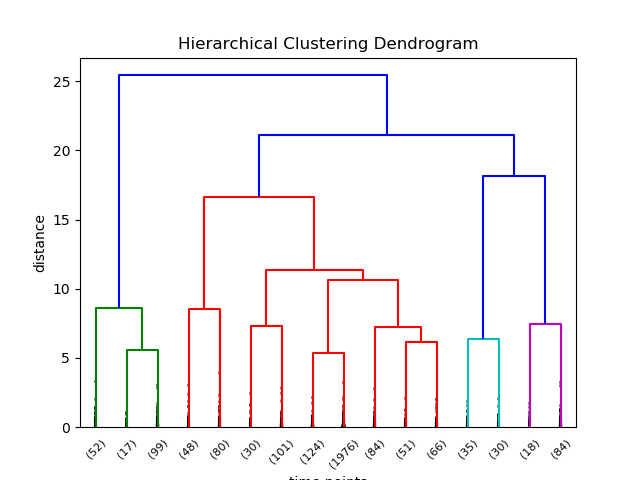 Hierarchical Clustering Dendrogram
25
20
15
10
5
0
distance
(52) (17) (99) (48) (80) (30) (101) (124) (1976) (84) (51) (66) (35) (30) (18) (84)
time points